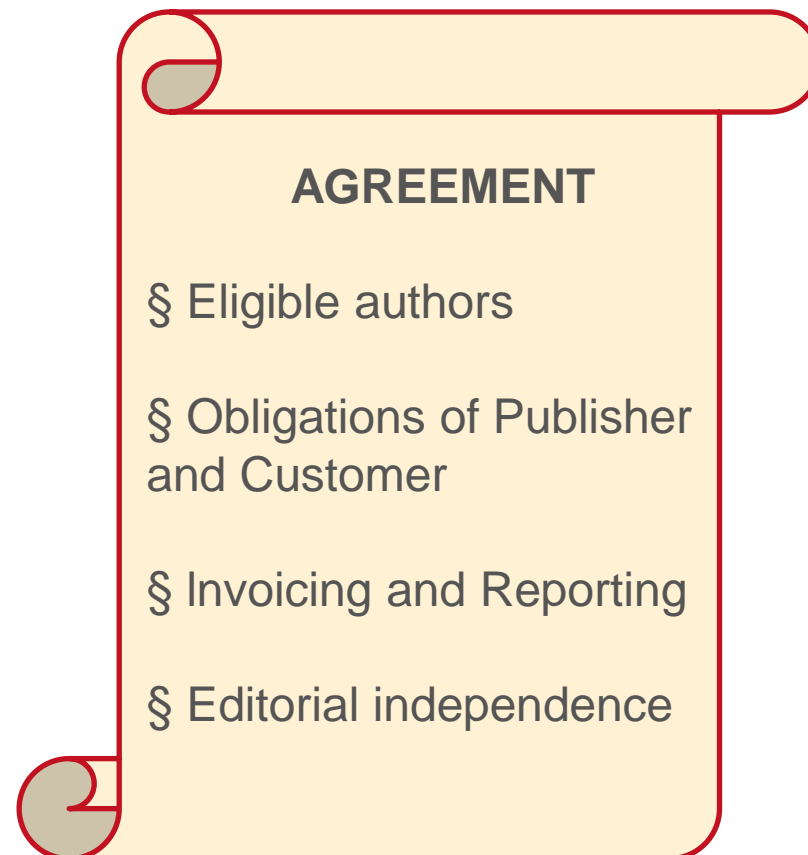 AGREEMENT
§ Eligible authors
§ Obligations of Publisher
and Customer
§ Invoicing and Reporting
§ Editorial independence